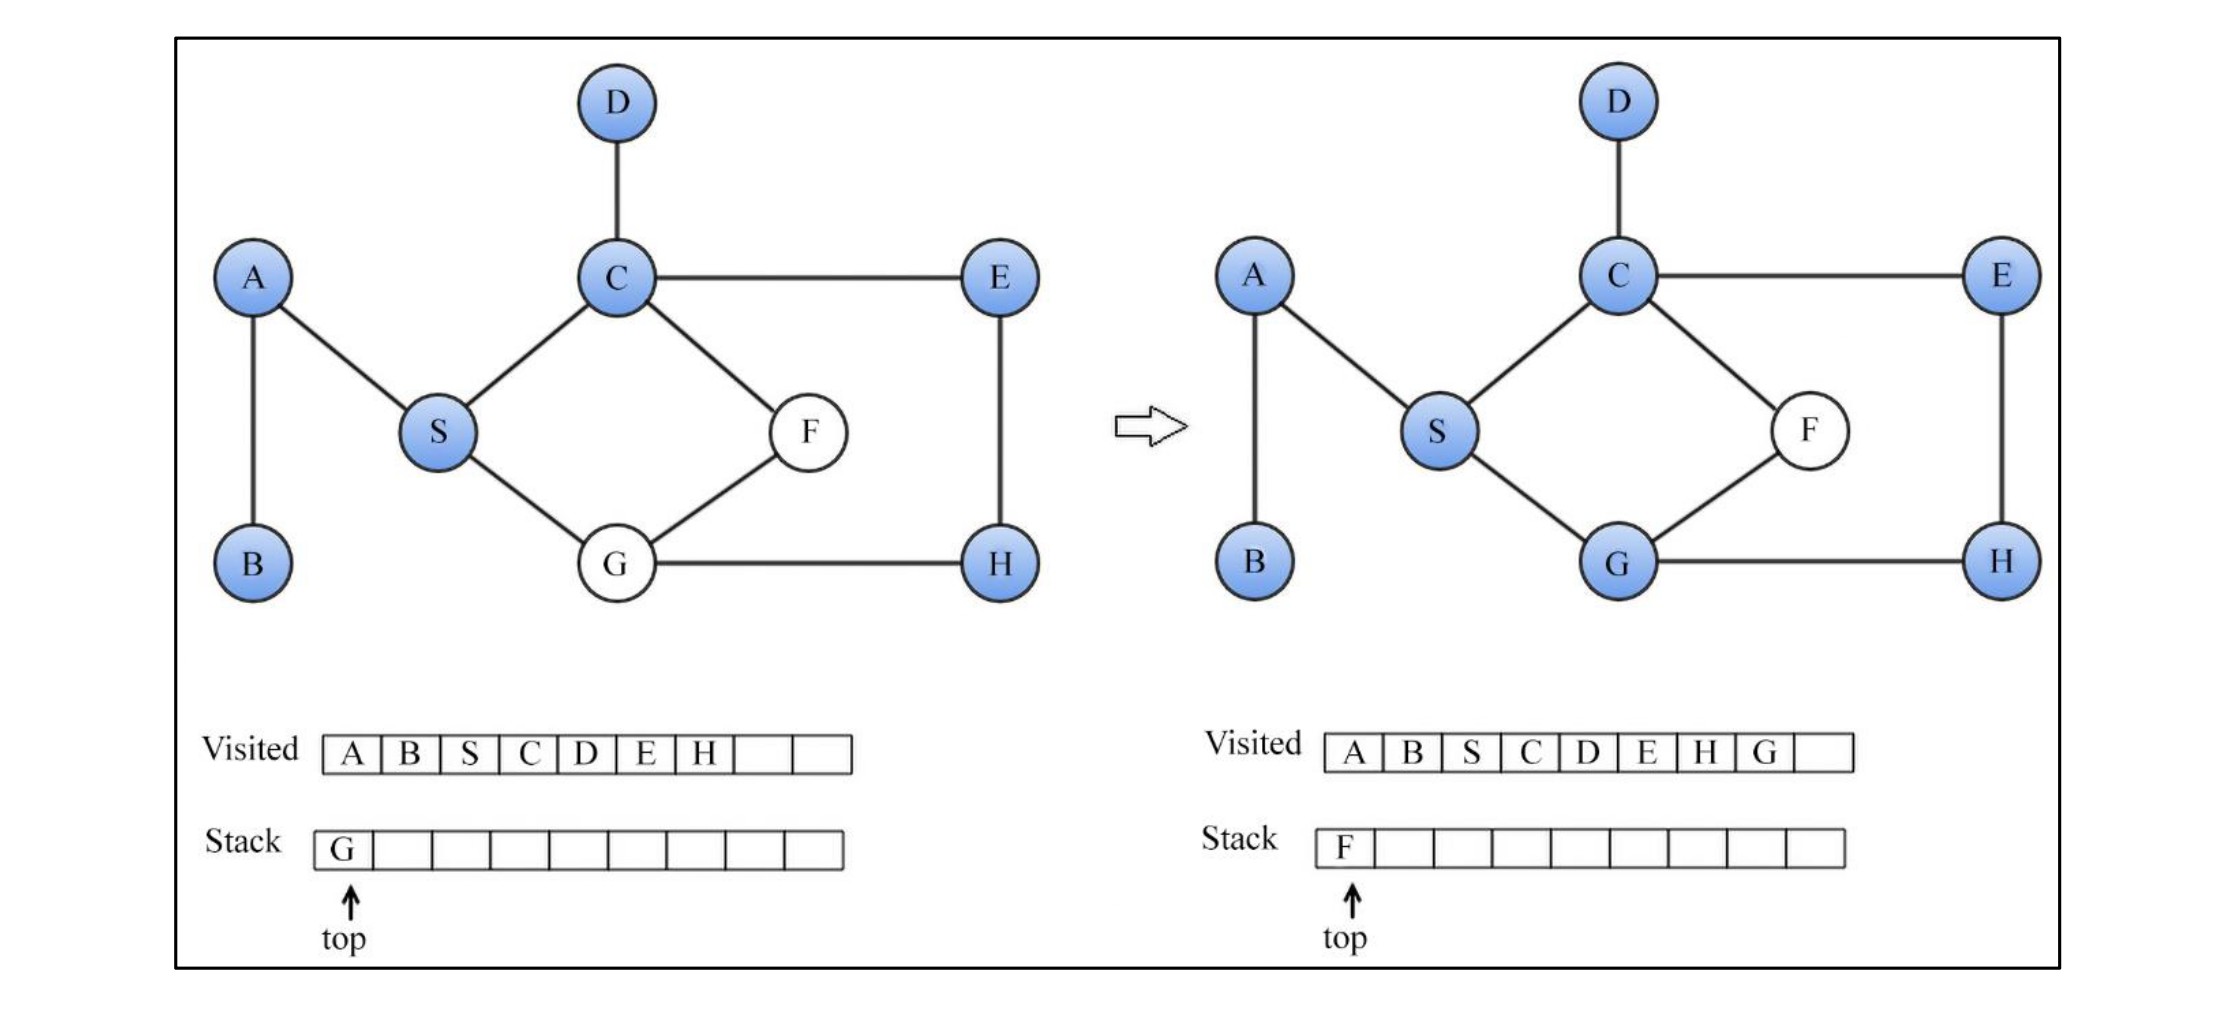 D
A
C
E
S
F
B
G
H
Visited A B S C D E H
Stack G
top
D
A
C
E
S
F
B
G
H
Visited A B S C D E H G
Stack F
top